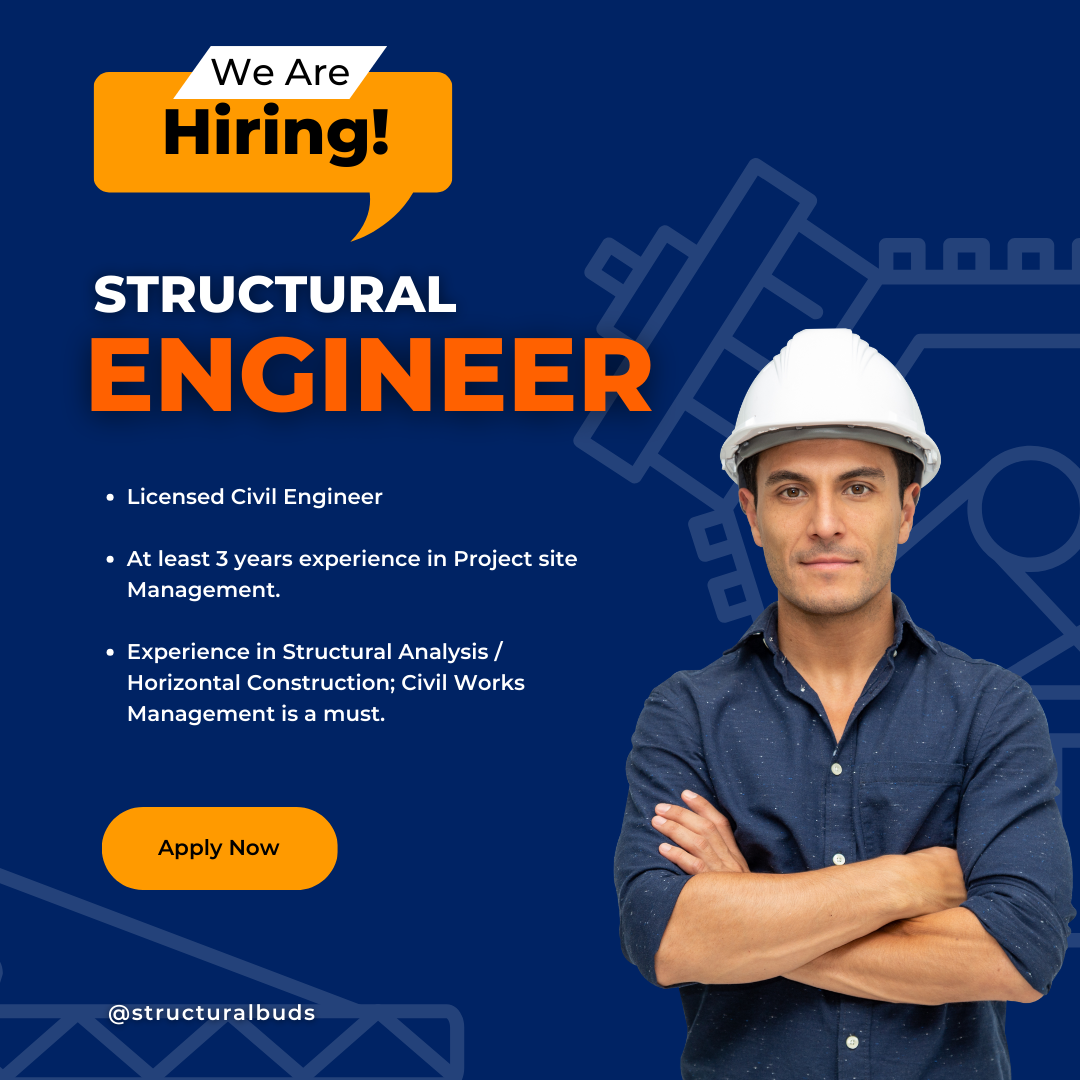 We Are
Hiring!
STRUCTURAL
ENGINEER
• Licensed Civil Engineer
• At least 3 years experience in Project site
Management.
• Experience in Structural Analysis /
Horizontal Construction; Civil Works
Management is a must.
Apply Now
@structuralbuds